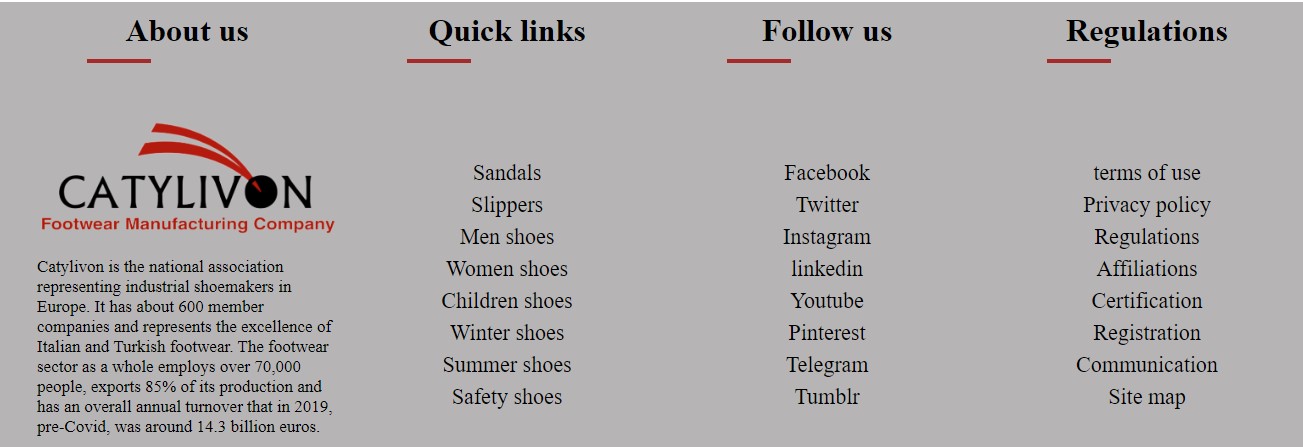 About us
CATYLIVON
Footwear Manufacturing Company
Catylivon is the national association
representing industrial shoemakers in
Europe. It has about 600 member
companies and represents the excellence of
Italian and Turkish footwear. The footwear
sector as a whole employs over 70,000
people, exports 85% of its production and
has an overall annual turnover that in 2019,
pre-Covid, was around 14.3 billion euros.
Quick links
Sandals
Slippers
Men shoes
Women shoes
Children shoes
Winter shoes
Summer shoes
Safety shoes
Follow us
Facebook
Twitter
Instagram
linkedin
Youtube
Pinterest
Telegram
Tumblr
Regulations
terms of use
Privacy policy
Regulations
Affiliations
Certification
Registration
Communication
Site map